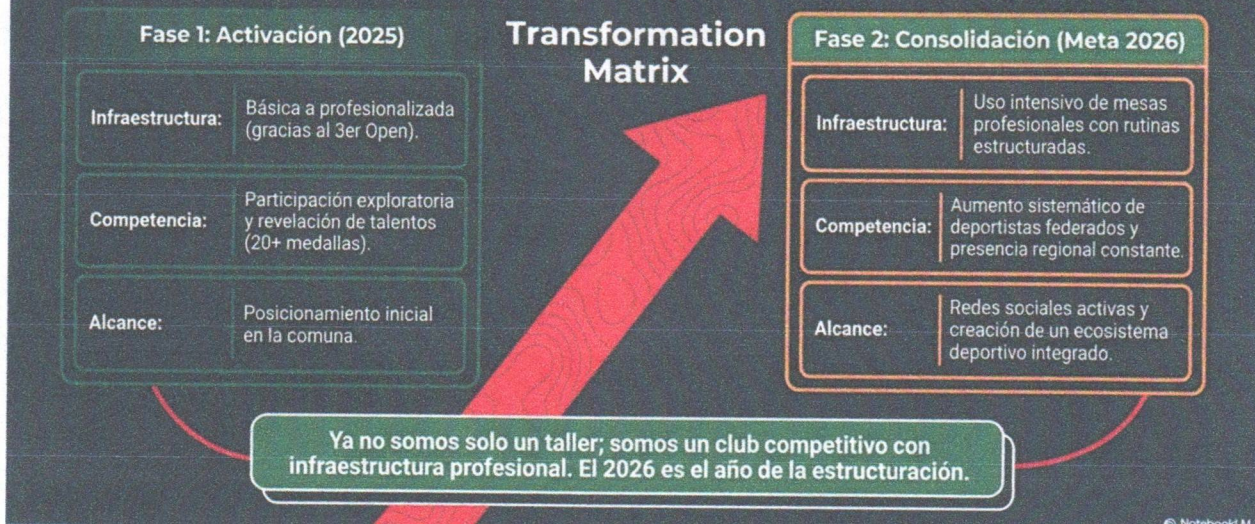 Fase 1: Activación (2025)
Infraestructura:
Básica a profesionalizada
(gracias al 3er Open).
Competencia:
Participación exploratoria
y revelación de talentos
(20+ medallas).
Alcance:
Posicionamiento inicial
en la comuna.
Transformation
Matrix
Fase 2: Consolidación (Meta 2026)
Infraestructura:
Uso intensivo de mesas
profesionales con rutinas
estructuradas.
Competencia:
Aumento sistemático de
deportistas federados y
presencia regional constante.
Alcance:
Redes sociales activas y
creación de un ecosistema
deportivo integrado.
Ya no somos solo un taller; somos un club competitivo con
infraestructura profesional. El 2026 es el año de la estructuración.